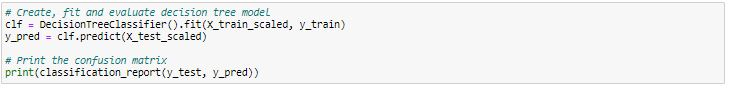 # Create, fit and evaluate decision tree model
clf = DecisionTreeClassifier().fit(X_train_scaled, y_train)
y_pred = clf.predict(X_test_scaled)
# Print the confusion matrix
print(classification_report(y_test, y_pred))